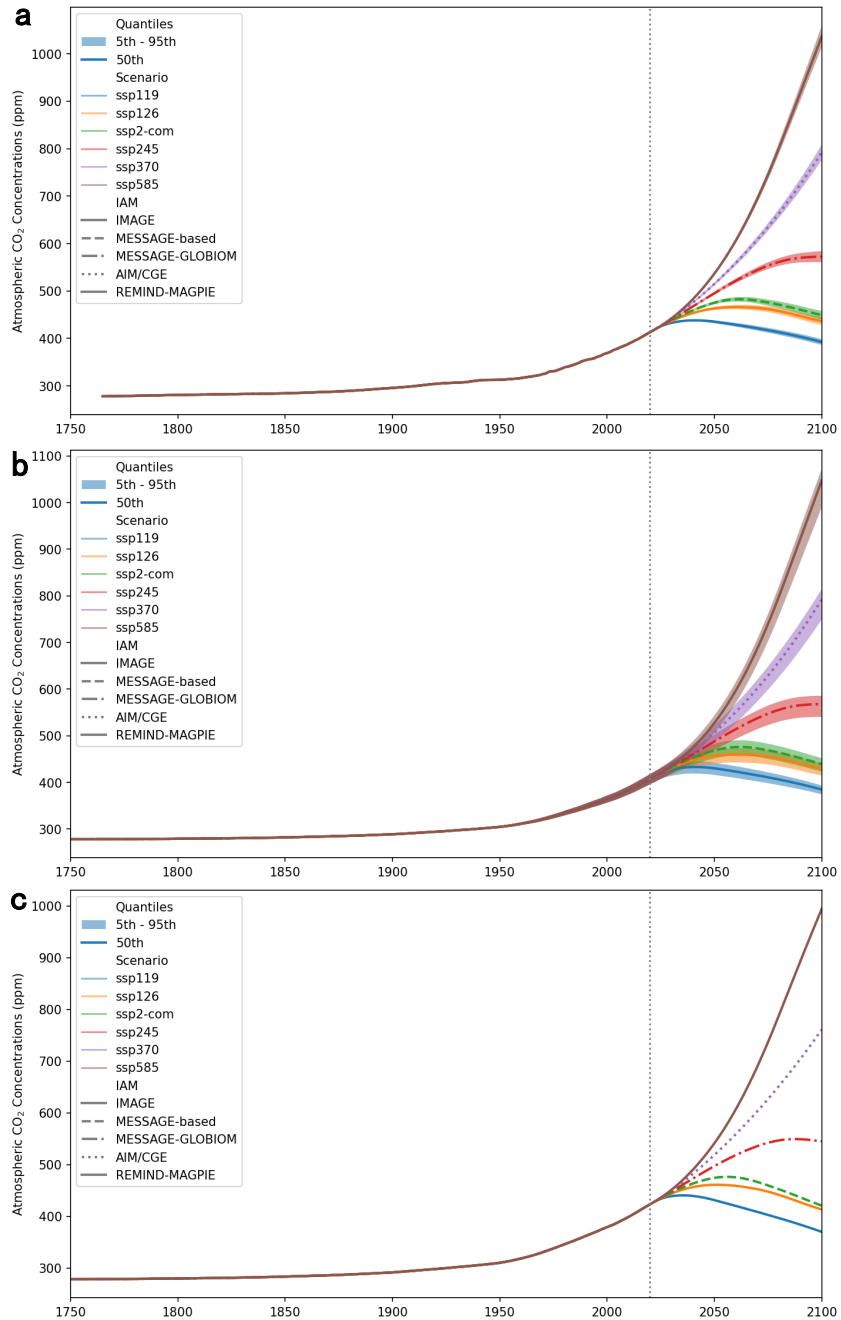 a
Atmospheric CO₂ Concentrations (ppm)
1000
900
800
700
600
500
400
300
Quantiles
5th - 95th
50th
Scenario
ssp119
ssp126
ssp2-com
ssp245
ssp370
ssp585
IAM
IMAGE
MESSAGE-based
MESSAGE-GLOBIOM
AIM/CGE
REMIND-MAGPIE
1750 1800 1850 1900 1950 2000 2050 2100
b
Atmospheric CO₂ Concentrations (ppm)
1100
1000
900
800
700
600
500
400
300
Quantiles
5th - 95th
50th
Scenario
ssp119
ssp126
ssp2-com
ssp245
ssp370
ssp585
IAM
IMAGE
MESSAGE-based
MESSAGE-GLOBIOM
AIM/CGE
REMIND-MAGPIE
1750 1800 1850 1900 1950 2000 2050 2100
c
Atmospheric CO₂ Concentrations (ppm)
1000
900
800
700
600
500
400
300
Quantiles
5th - 95th
50th
Scenario
ssp119
ssp126
ssp2-com
ssp245
ssp370
ssp585
IAM
IMAGE
MESSAGE-based
MESSAGE-GLOBIOM
AIM/CGE
REMIND-MAGPIE
1750 1800 1850 1900 1950 2000 2050 2100